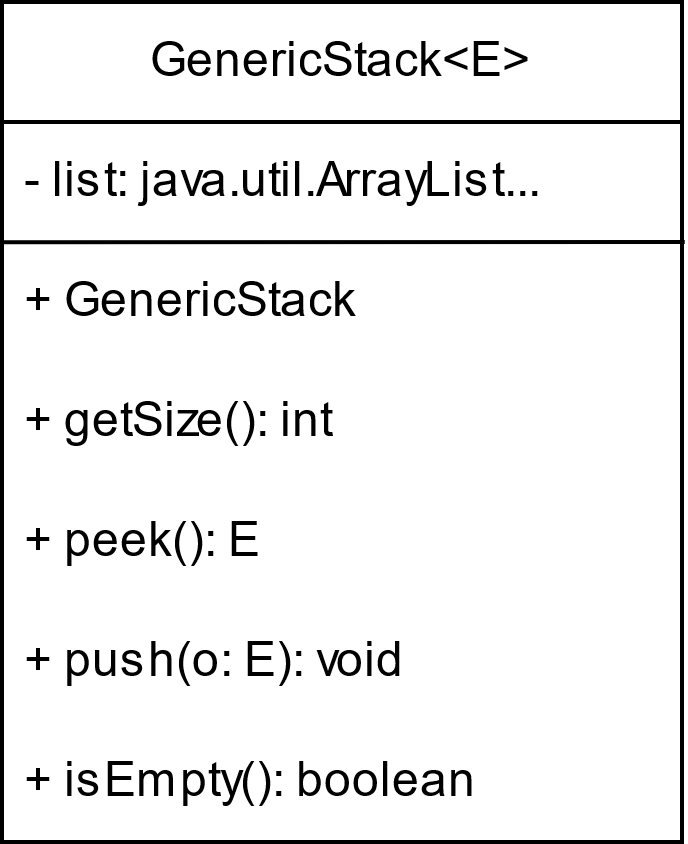 GenericStack<E>
- list: java.util.ArrayList...
+ GenericStack
+ getSize(): int
+ peek(): E
+ push(o: E): void
+ isEmpty(): boolean